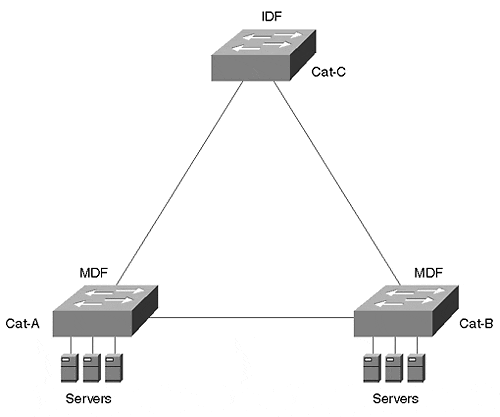 IDF
Cat-C
MDF
MDF
Cat-A
Cat-B
Servers
Servers